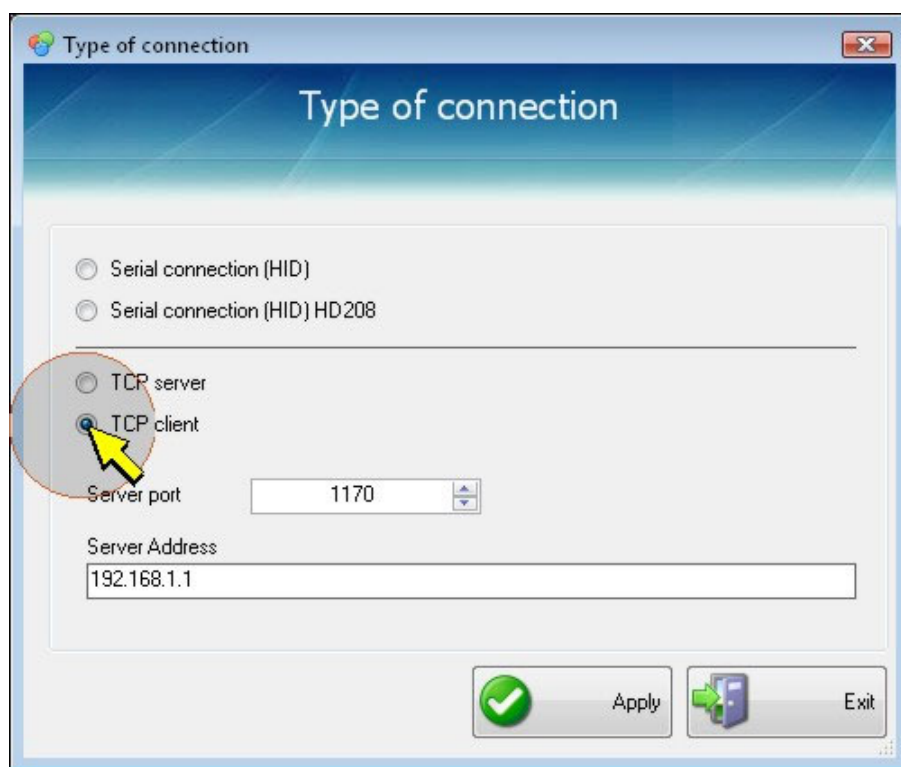 Type of connection
Type of connection
Serial connection (HID)
Serial connection (HID) HD208
TCP server
TCP client
Server port 1170
Server Address
192.168.1.1
Apply Exit